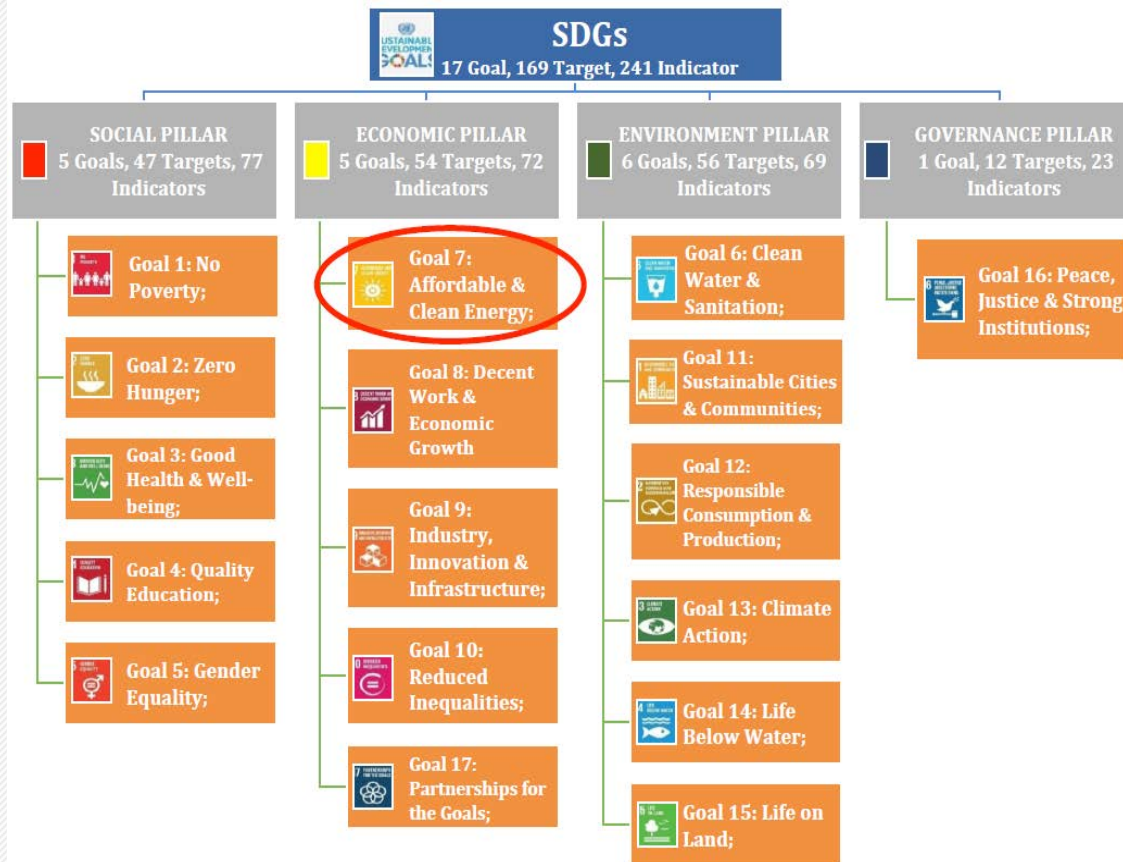 SDGs
17 Goal, 169 Target, 241 Indicator
SOCIAL PILLAR
5 Goals, 47 Targets, 77
Indicators
Goal 1: No
Poverty;
Goal 2: Zero
Hunger;
Goal 3: Good
Health & Well-
being;
Goal 4: Quality
Education;
Goal 5: Gender
Equality;
ECONOMIC PILLAR
5 Goals, 54 Targets, 72
Indicators
Goal 7:
Affordable &
Clean Energy;
Goal 8: Decent
Work &
Economic
Growth
Goal 9:
Industry,
Innovation &
Infrastructure;
Goal 10:
Reduced
Inequalities;
Goal 17:
Partnerships for
the Goals;
ENVIRONMENT PILLAR
6 Goals, 56 Targets, 69
Indicators
Goal 6: Clean
Water &
Sanitation;
Goal 11:
Sustainable Cities
& Communities;
Goal 12:
Responsible
Consumption &
Production;
Goal 13: Climate
Action;
Goal 14: Life
Below Water;
Goal 15: Life on
Land;
GOVERNANCE PILLAR
1 Goal, 12 Targets, 23
Indicators
Goal 16: Peace,
Justice & Strong
Institutions;